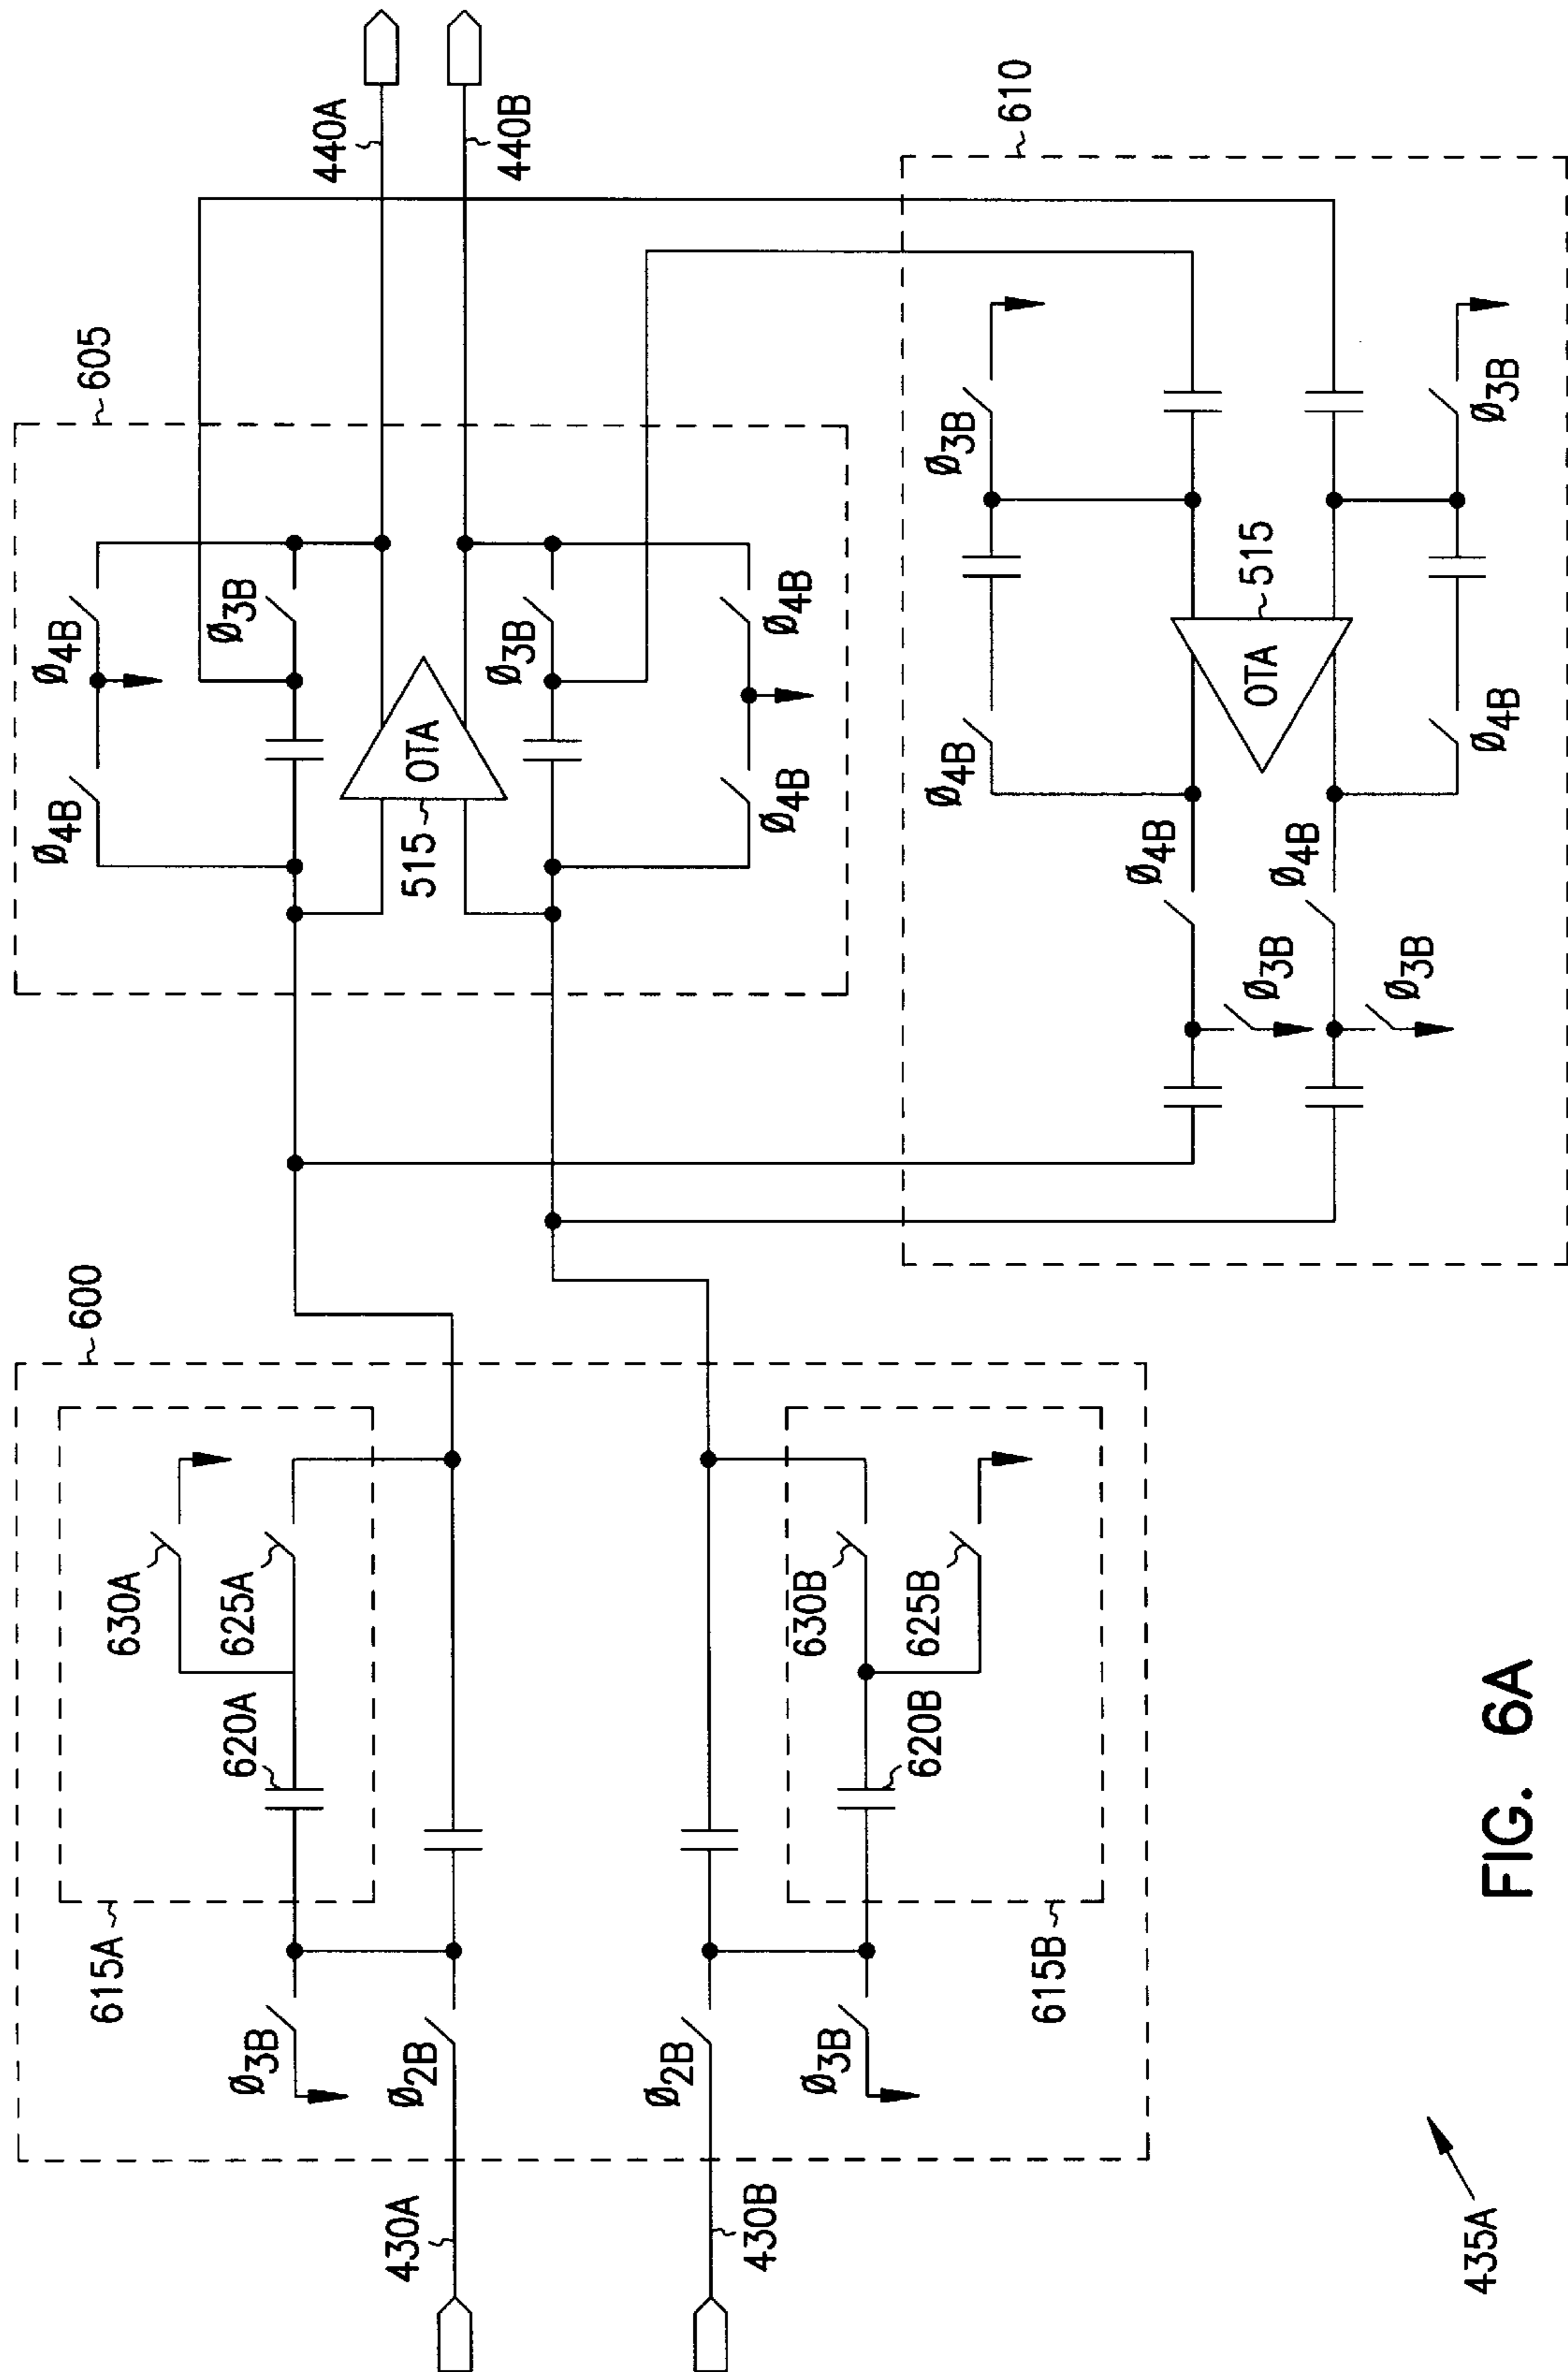 440A
440B
605
610
Ø4B
Ø4B
Ø3B
515
OTA
Ø3B
Ø4B
Ø4B
Ø3B
Ø4B
Ø4B
515
OTA
Ø4B
Ø3B
Ø3B
Ø3B
Ø4B
600
630A
625A
620A
615A
Ø3B
Ø2B
630B
625B
620B
615B
Ø2B
Ø3B
430A
430B
435A
FIG. 6A